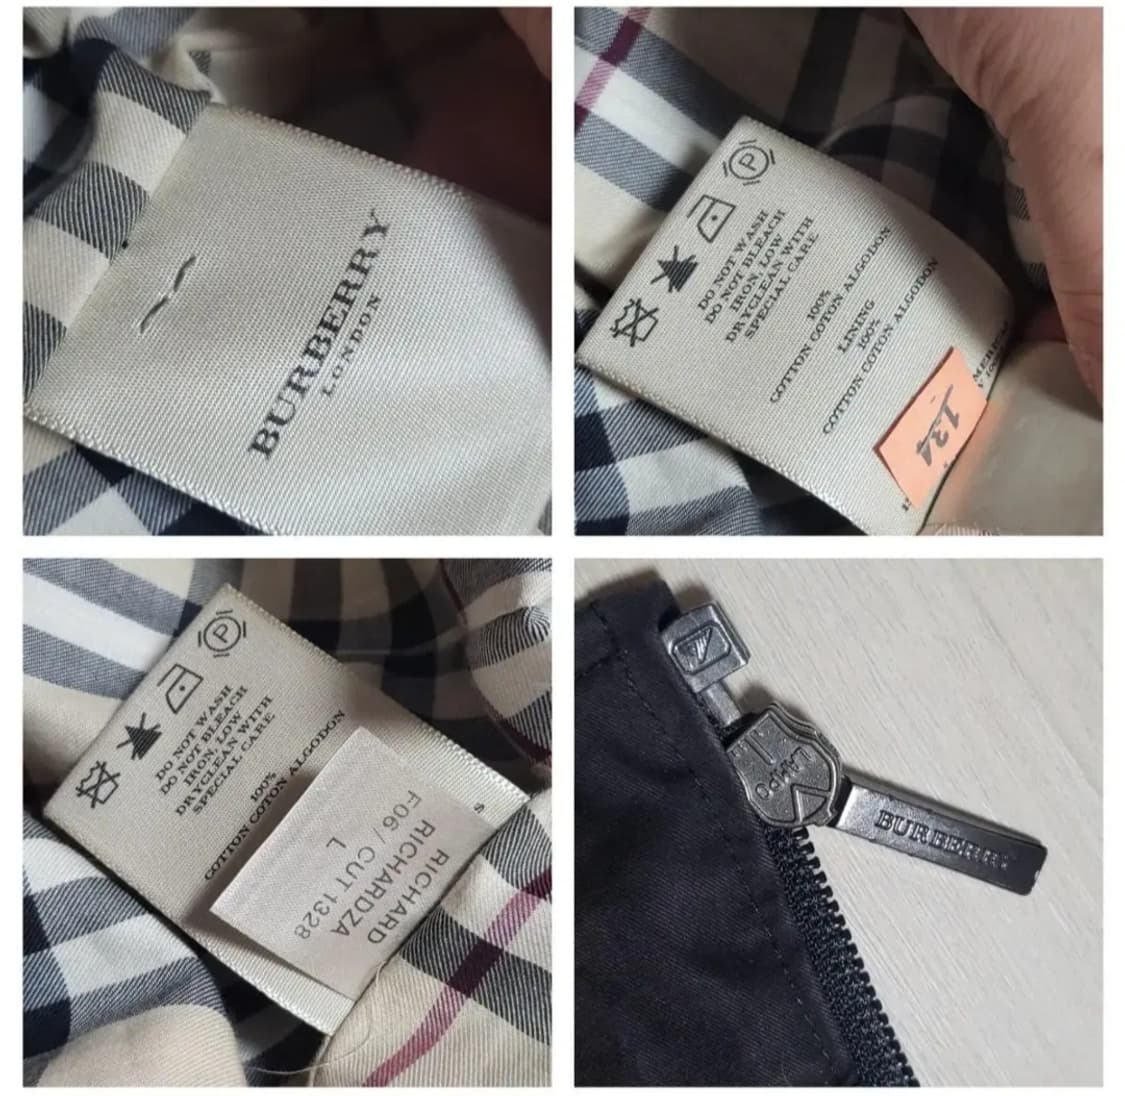 BURBERRY
LONDON
P
DO NOT WASH
DO NOT BLEACH
IRON, LOW
DRYCLEAN WITH
SPECIAL CARE
100%
COTTON COTON ALGODON
LINING
100%
COTTON COTON ALGODON
134
P
DO NOT WASH
DO NOT BLEACH
IRON, LOW
DRYCLEAN WITH
SPECIAL CARE
100%
COTTON COTON ALGODON
RICHARD
RICHARDZA
F06 / CUT 1328
L
LAMPO
BURBERRY